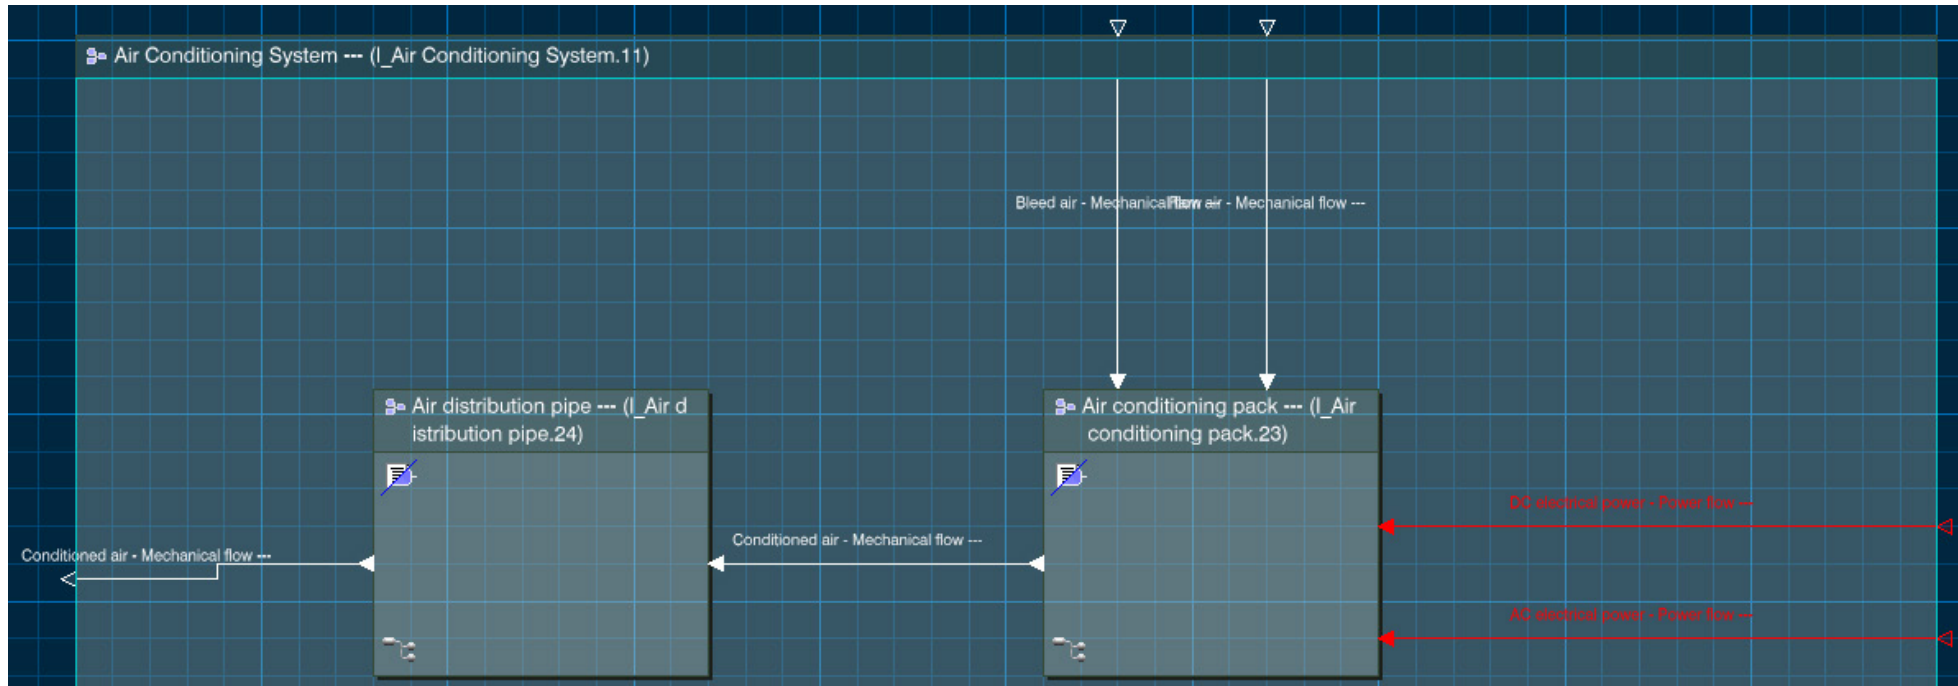 Air Conditioning System --- (I_Air Conditioning System.11)
Bleed air - Mechanical flow ---
Ram air - Mechanical flow ---
Air distribution pipe --- (I_Air d
istribution pipe.24)
Air conditioning pack --- (I_Air
conditioning pack.23)
DC electrical power - Power flow ---
Conditioned air - Mechanical flow ---
Conditioned air - Mechanical flow ---
AC electrical power - Power flow ---